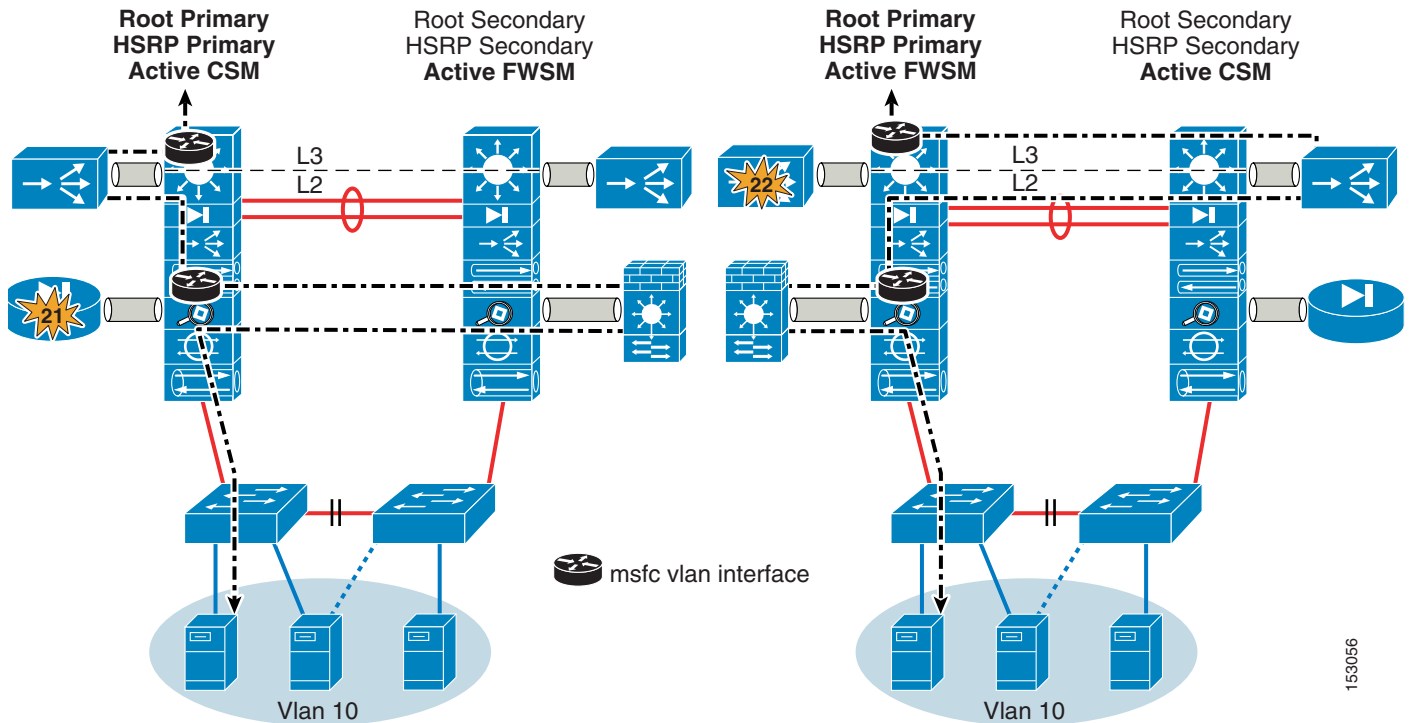 Root Primary
HSRP Primary
Active CSM
Root Secondary
HSRP Secondary
Active FWSM
Root Primary
HSRP Primary
Active FWSM
Root Secondary
HSRP Secondary
Active CSM
L3
L2
L3
L2
22
21
msfc vlan interface
Vlan 10
Vlan 10
153056